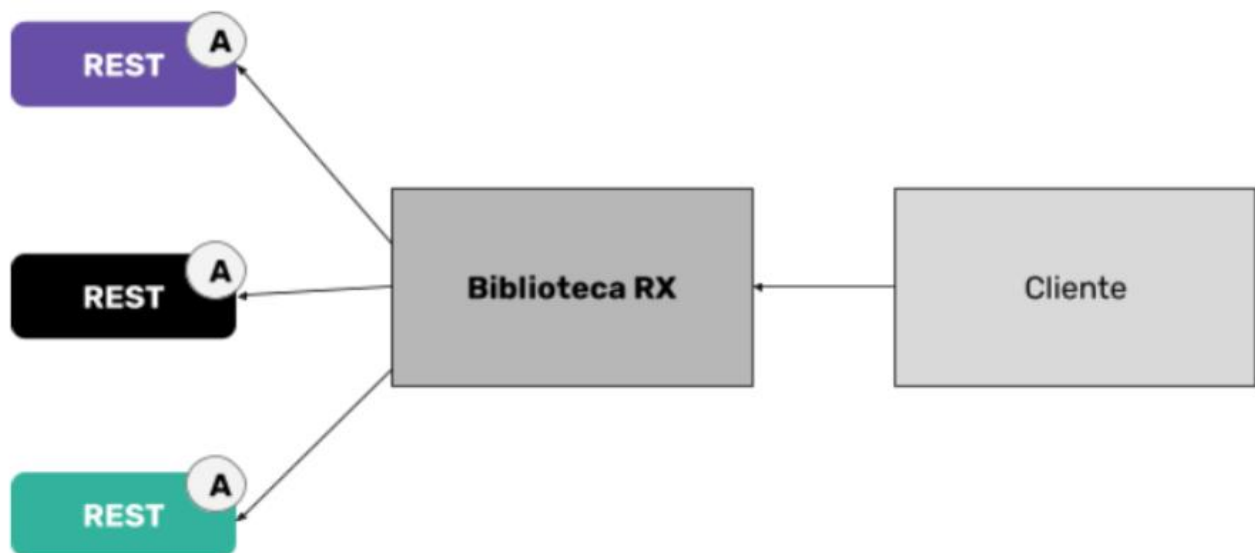 A
REST
A
REST
Biblioteca RX
Cliente
A
REST